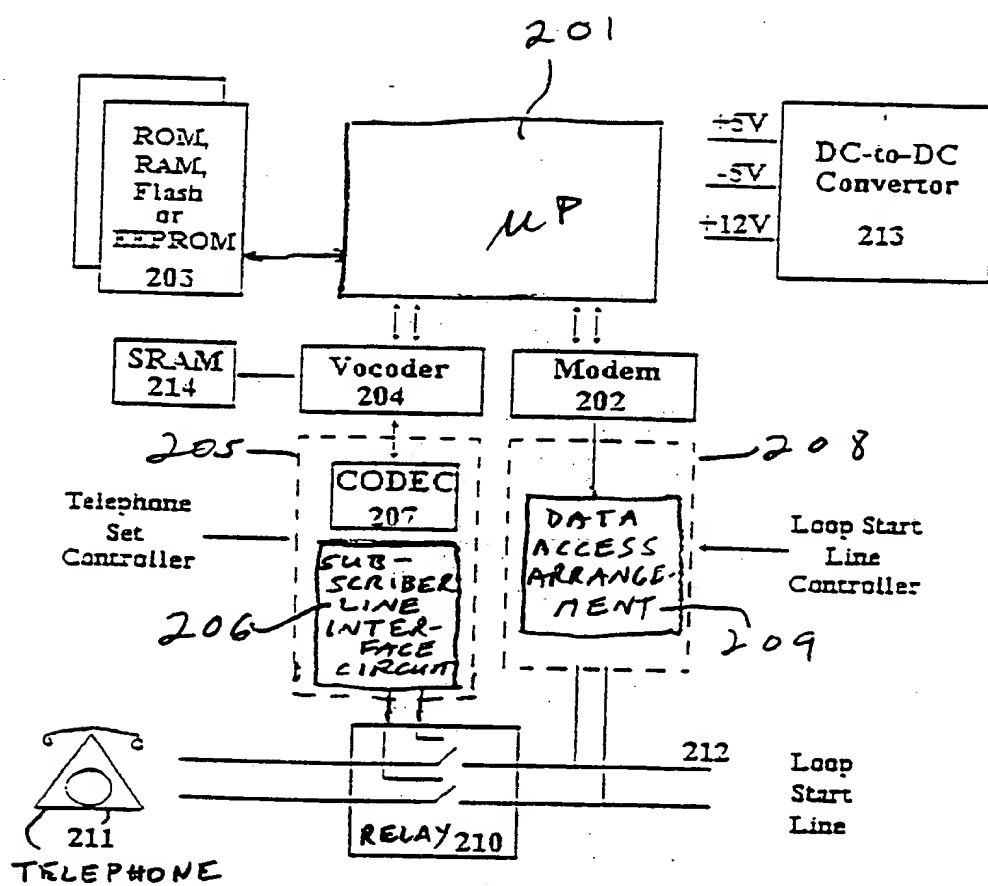 201
ROM,
RAM,
Flash
or
EEPROM
203
μP
+5V
-5V
+12V
DC-to-DC
Convertor
213
SRAM
214
Vocoder
204
Modem
202
205
208
CODEC
207
Telephone
Set
Controller
SUB-
SCRIBER
LINE
INTER-
FACE
CIRCUIT
206
DATA
ACCESS
ARRANGE-
MENT
209
Loop Start
Line
Controller
212
Loop
Start
Line
211
TELEPHONE
RELAY 210